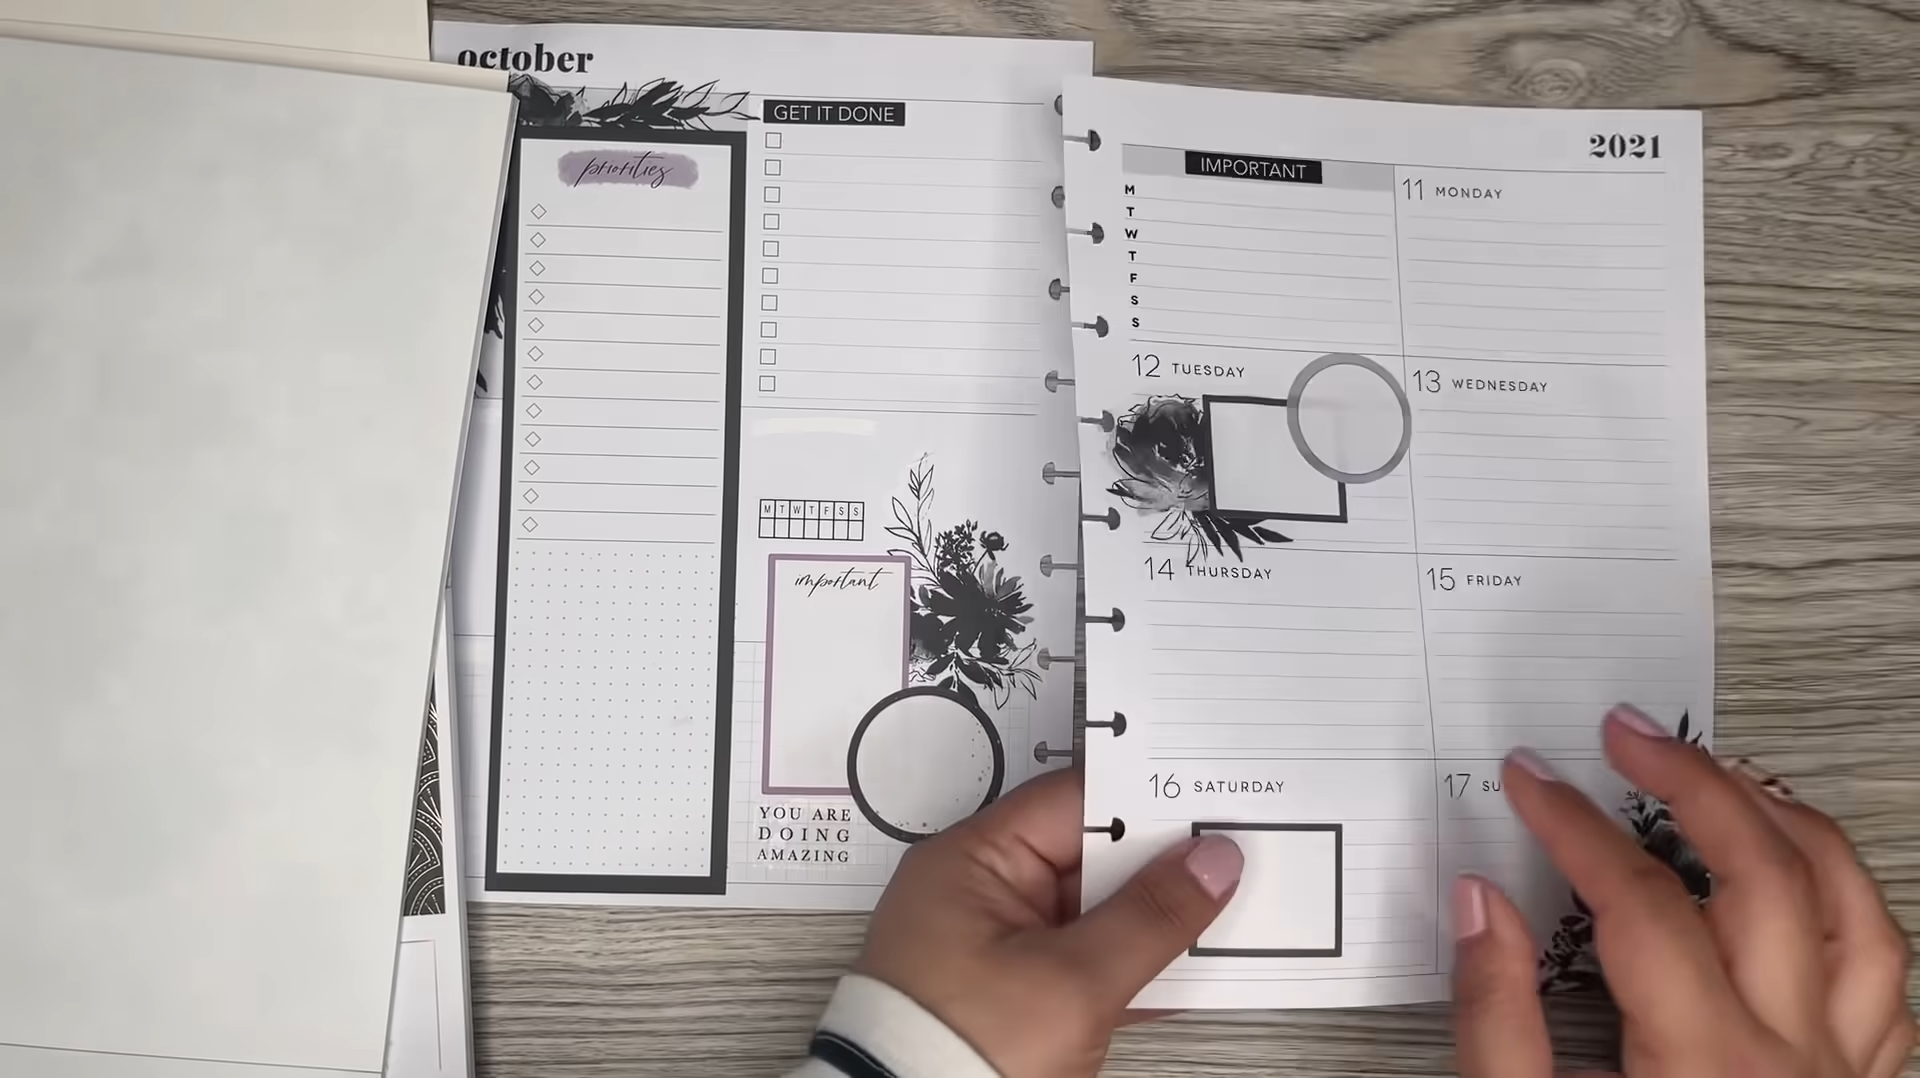 october
GET IT DONE
priorities
M T W T F S S
important
YOU ARE
DOING
AMAZING
2021
IMPORTANT
M
T
W
T
F
S
S
11 MONDAY
12 TUESDAY
13 WEDNESDAY
14 THURSDAY
15 FRIDAY
16 SATURDAY
17 SU